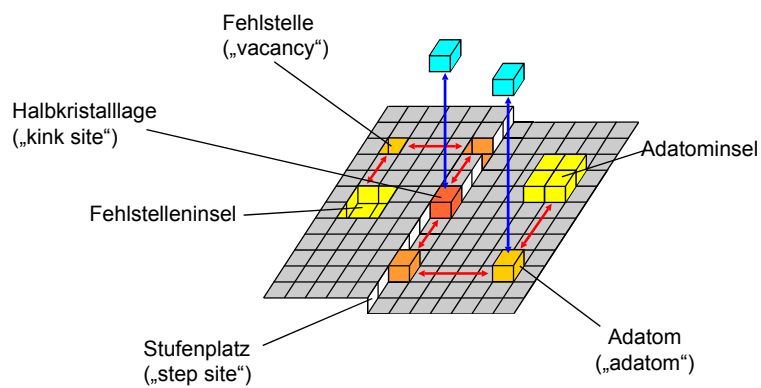 Fehlstelle
(„vacancy“)
Halbkristalllage
(„kink site“)
Adatominsel
Fehlstelleninsel
Stufenplatz
(„step site“)
Adatom
(„adatom“)